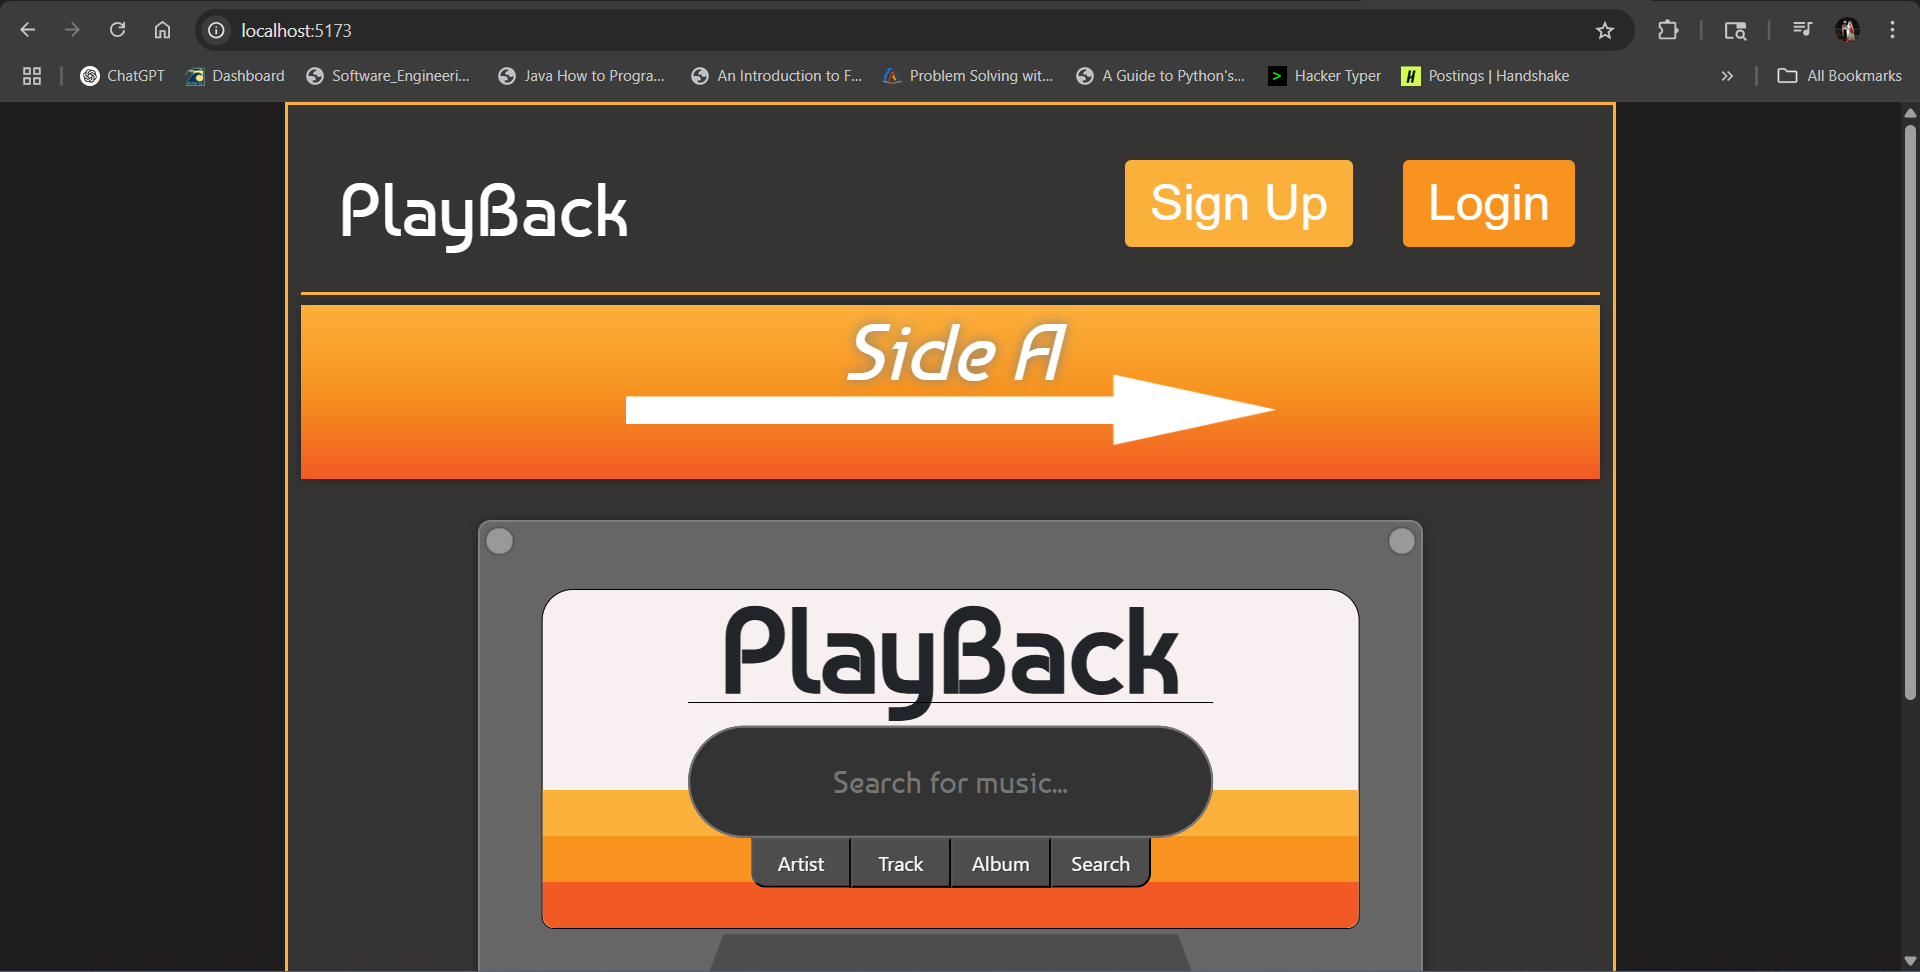 localhost:5173
ChatGPT Dashboard Software_Engineeri... Java How to Progra... An Introduction to F... Problem Solving wit... A Guide to Python's... Hacker Typer Postings | Handshake » All Bookmarks
PlayBack Sign Up Login
Side A
PlayBack
Search for music...
Artist Track Album Search